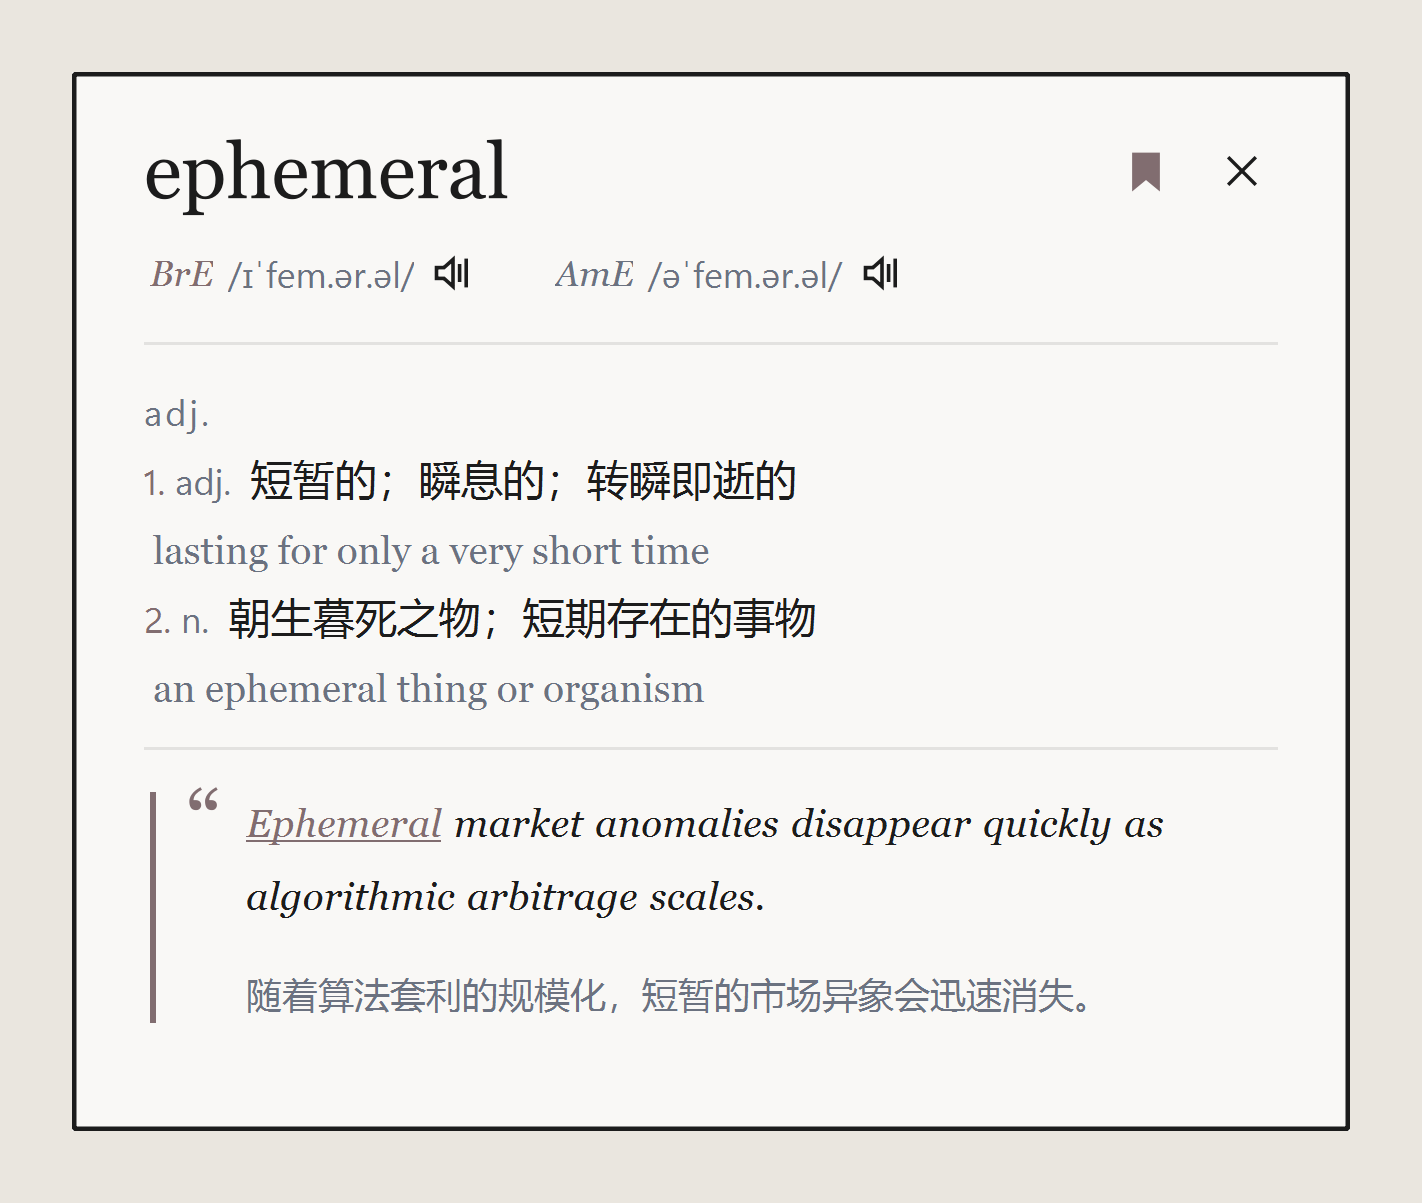 ephemeral
BrE /ɪˈfem.ər.əl/ AmE /əˈfem.ər.əl/
adj.
1. adj. 短暂的；瞬息的；转瞬即逝的
lasting for only a very short time
2. n. 朝生暮死之物；短期存在的事物
an ephemeral thing or organism
“ Ephemeral market anomalies disappear quickly as
algorithmic arbitrage scales.
随着算法套利的规模化，短暂的市场异象会迅速消失。